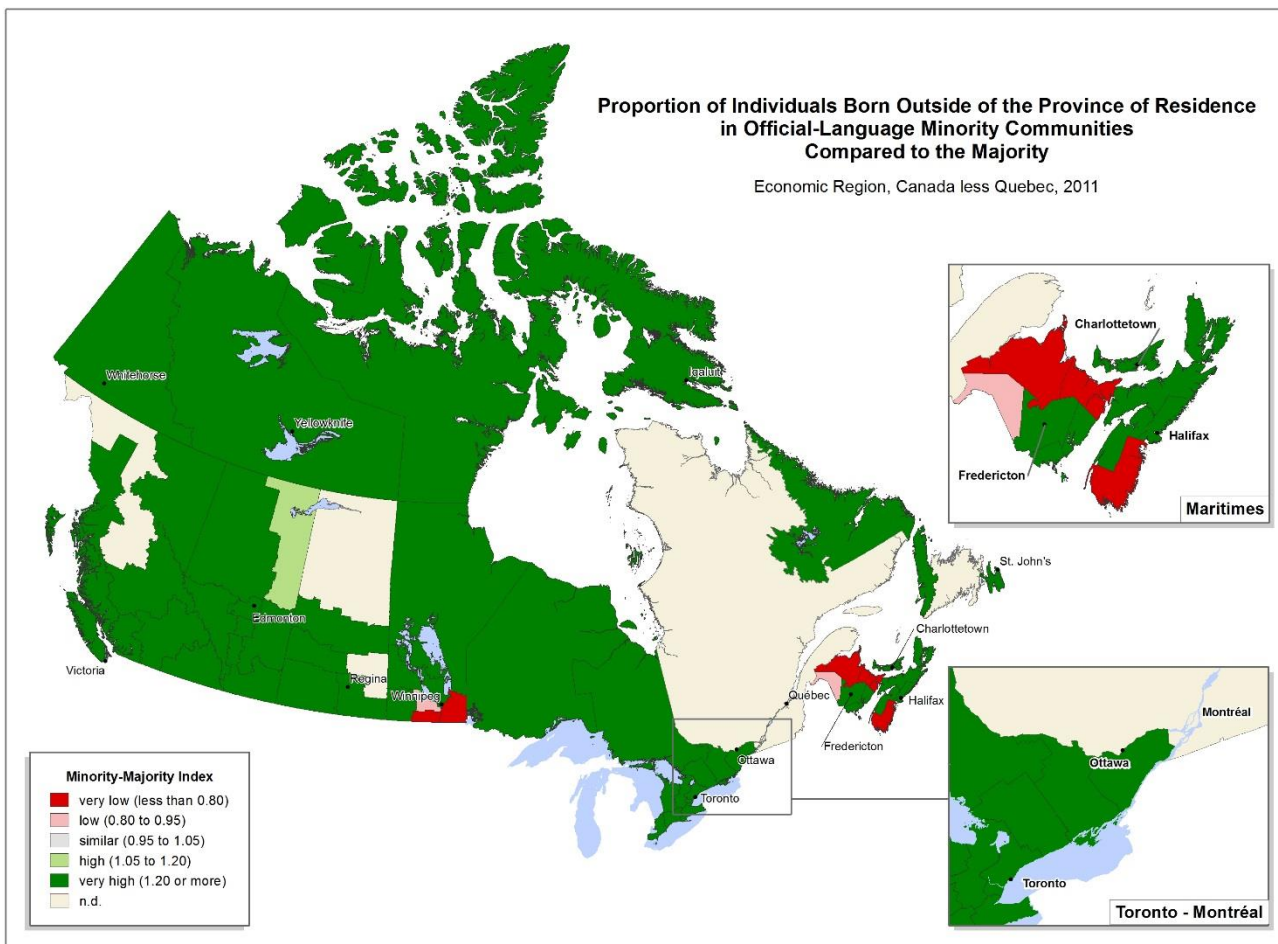 Proportion of Individuals Born Outside of the Province of Residence
in Official-Language Minority Communities
Compared to the Majority
Economic Region, Canada less Quebec, 2011
Charlottetown
Halifax
Fredericton
Maritimes
Whitehorse
Iqaluit
Yellowknife
Edmonton
St. John's
Charlottetown
Victoria
Regina
Winnipeg
Québec
Halifax
Fredericton
Ottawa
Toronto
Montréal
Ottawa
Toronto
Toronto - Montréal
Minority-Majority Index
very low (less than 0.80)
low (0.80 to 0.95)
similar (0.95 to 1.05)
high (1.05 to 1.20)
very high (1.20 or more)
n.d.